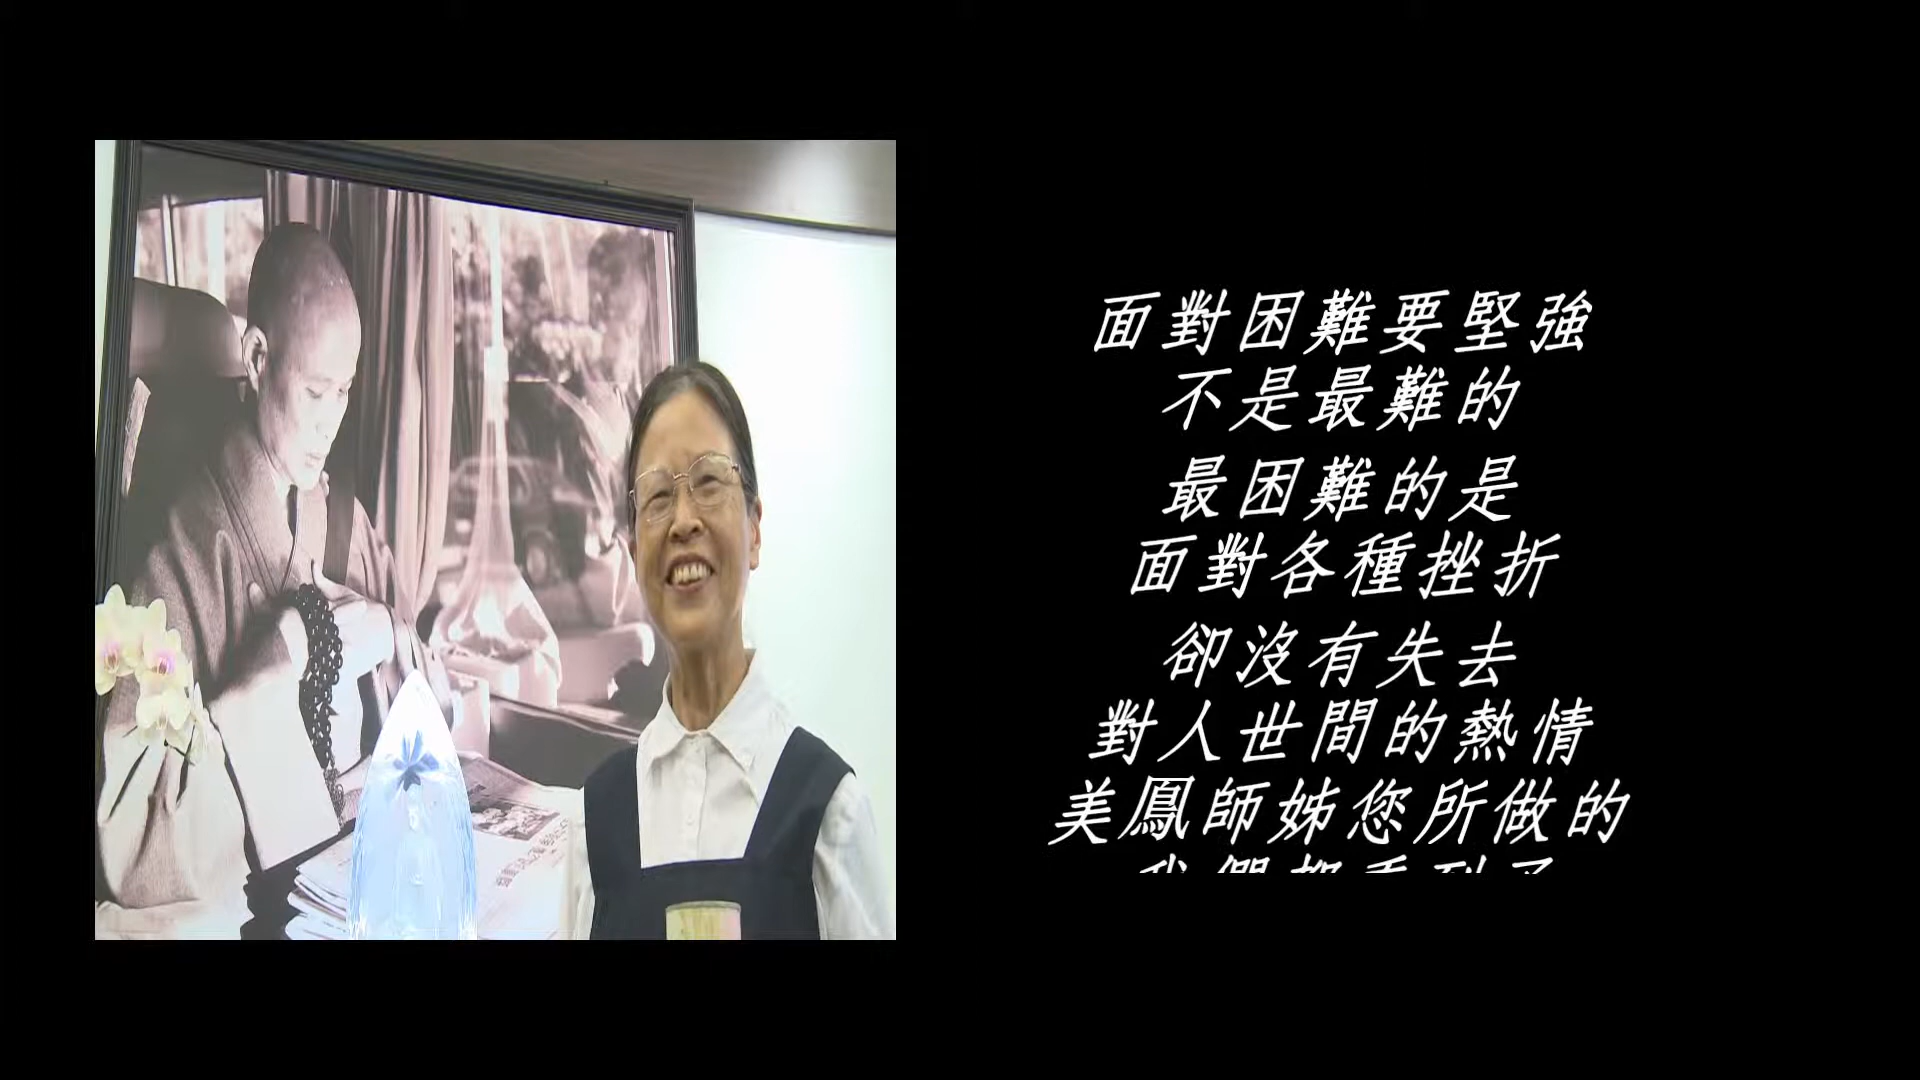 面對困難要堅強
不是最難的
最困難的是
面對各種挫折
卻沒有失去
對人世間的熱情
美鳳師姊您所做的